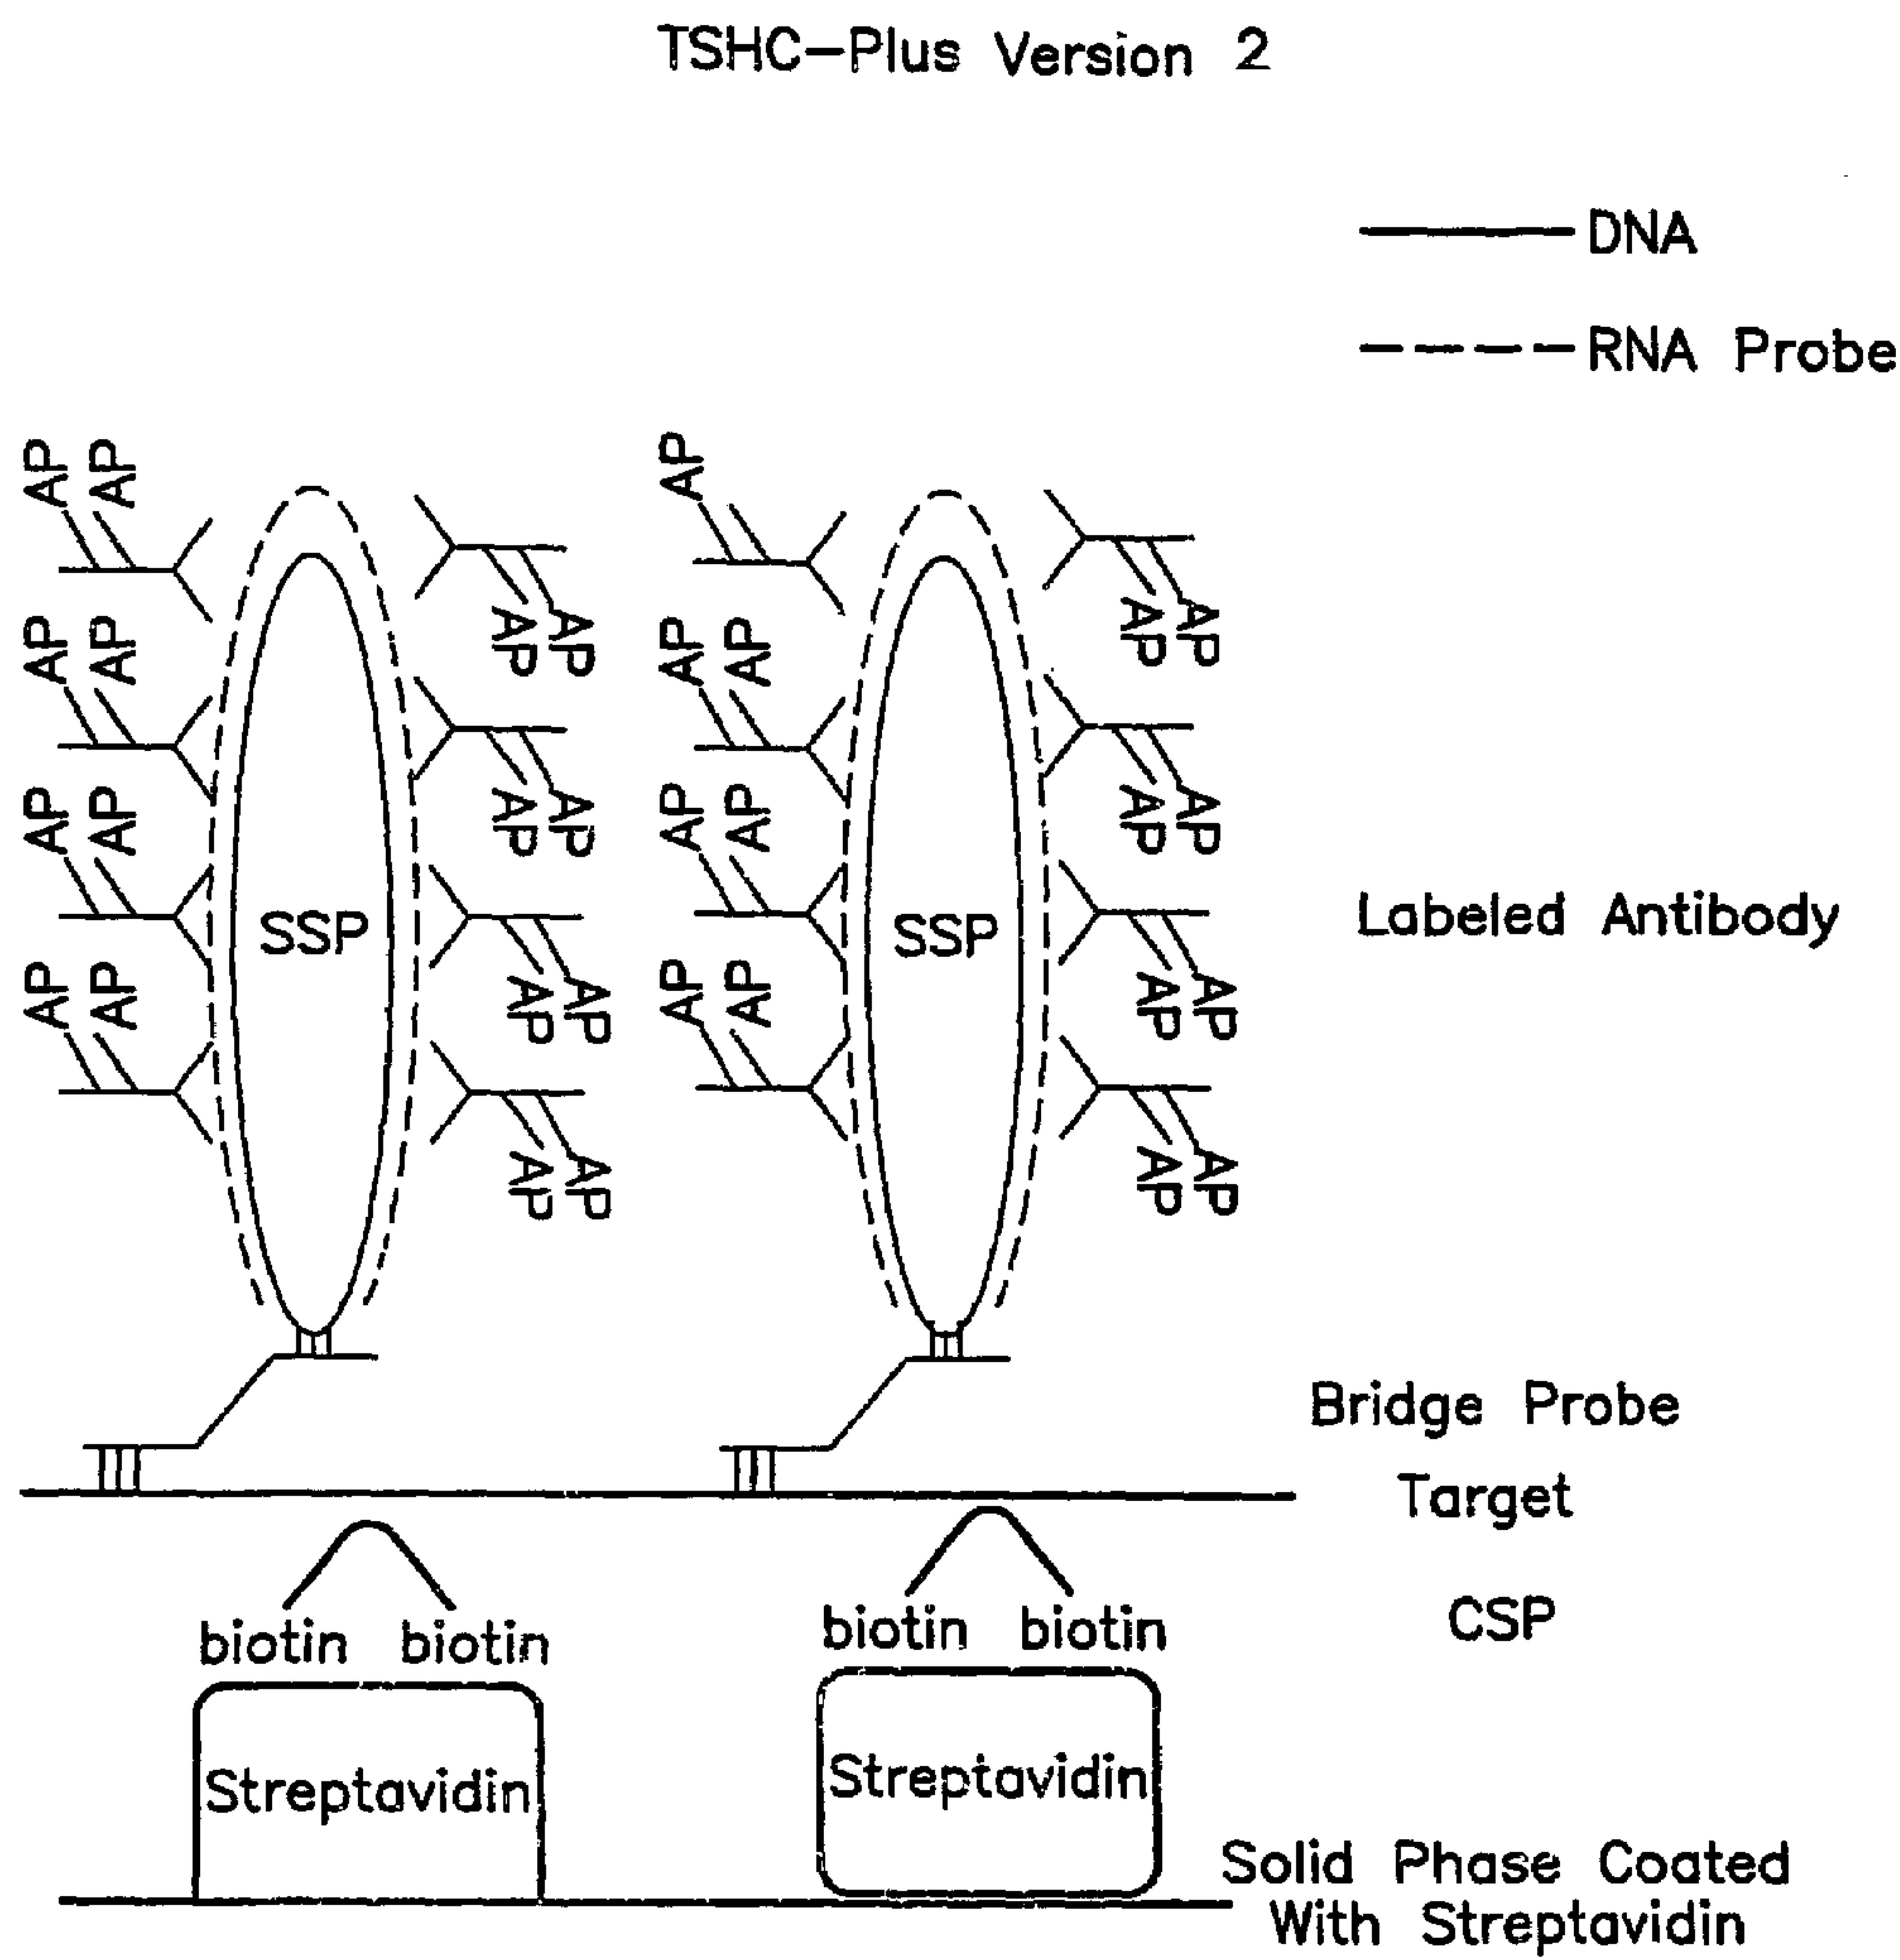 TSHC-Plus Version 2
DNA
RNA Probe
AP AP AP
AP AP AP AP AP AP AP AP
AP AP AP AP AP AP AP AP
SSP SSP Labeled Antibody
AP AP AP AP AP AP AP AP
AP AP AP AP
Bridge Probe
Target
CSP
biotin biotin biotin biotin
Streptavidin Streptavidin
Solid Phase Coated
With Streptavidin